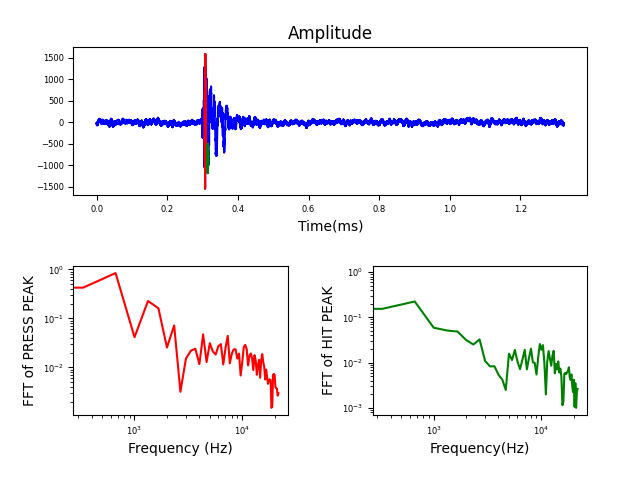 Amplitude
1500
1000
500
0
−500
−1000
−1500
0.0 0.2 0.4 0.6 0.8 1.0 1.2
Time(ms)
FFT of PRESS PEAK
10⁰
10⁻¹
10⁻²
10³ 10⁴
Frequency (Hz)
FFT of HIT PEAK
10⁰
10⁻¹
10⁻²
10⁻³
10³ 10⁴
Frequency(Hz)